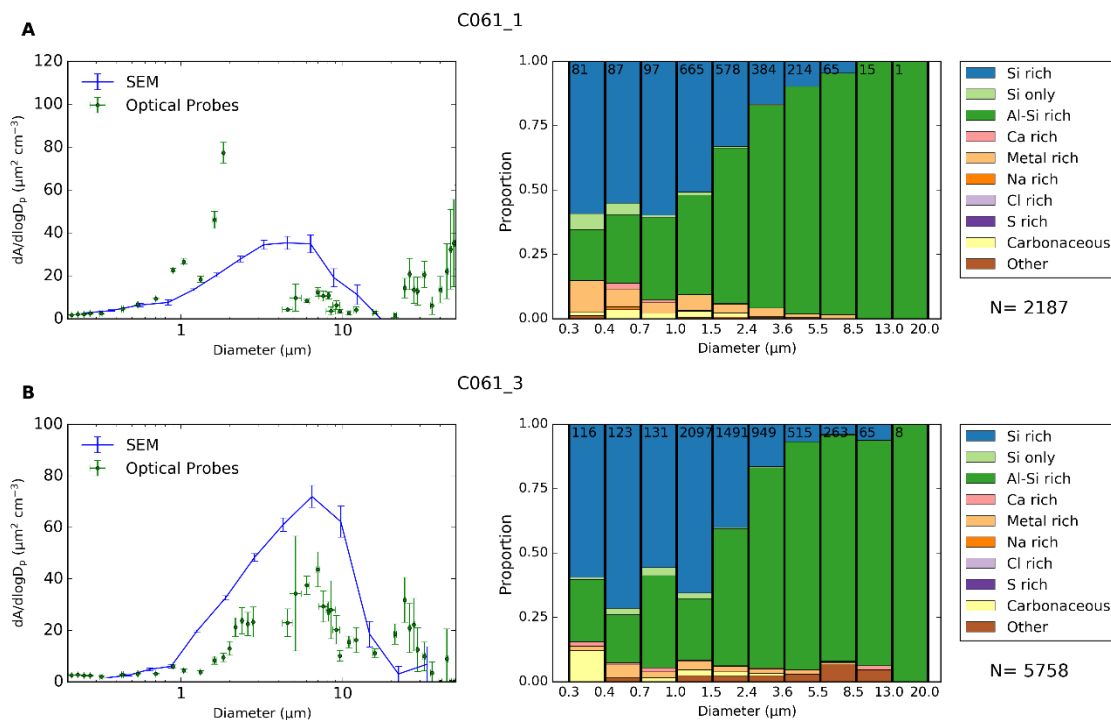 C061_1
A
120
100
80
60
40
20
0
dA/dlogDp (µm² cm⁻³)
SEM
Optical Probes
1
10
Diameter (µm)
1.00
0.75
0.50
0.25
0.00
Proportion
81 87 97 665 578 384 214 65 15 1
0.3 0.4 0.7 1.0 1.5 2.4 3.6 5.5 8.5 13.0 20.0
Diameter (µm)
Si rich
Si only
Al-Si rich
Ca rich
Metal rich
Na rich
Cl rich
S rich
Carbonaceous
Other
N= 2187
C061_3
B
100
80
60
40
20
0
dA/dlogDp (µm² cm⁻³)
SEM
Optical Probes
1
10
Diameter (µm)
1.00
0.75
0.50
0.25
0.00
Proportion
116 123 131 2097 1491 949 515 263 65 8
0.3 0.4 0.7 1.0 1.5 2.4 3.6 5.5 8.5 13.0 20.0
Diameter (µm)
Si rich
Si only
Al-Si rich
Ca rich
Metal rich
Na rich
Cl rich
S rich
Carbonaceous
Other
N= 5758